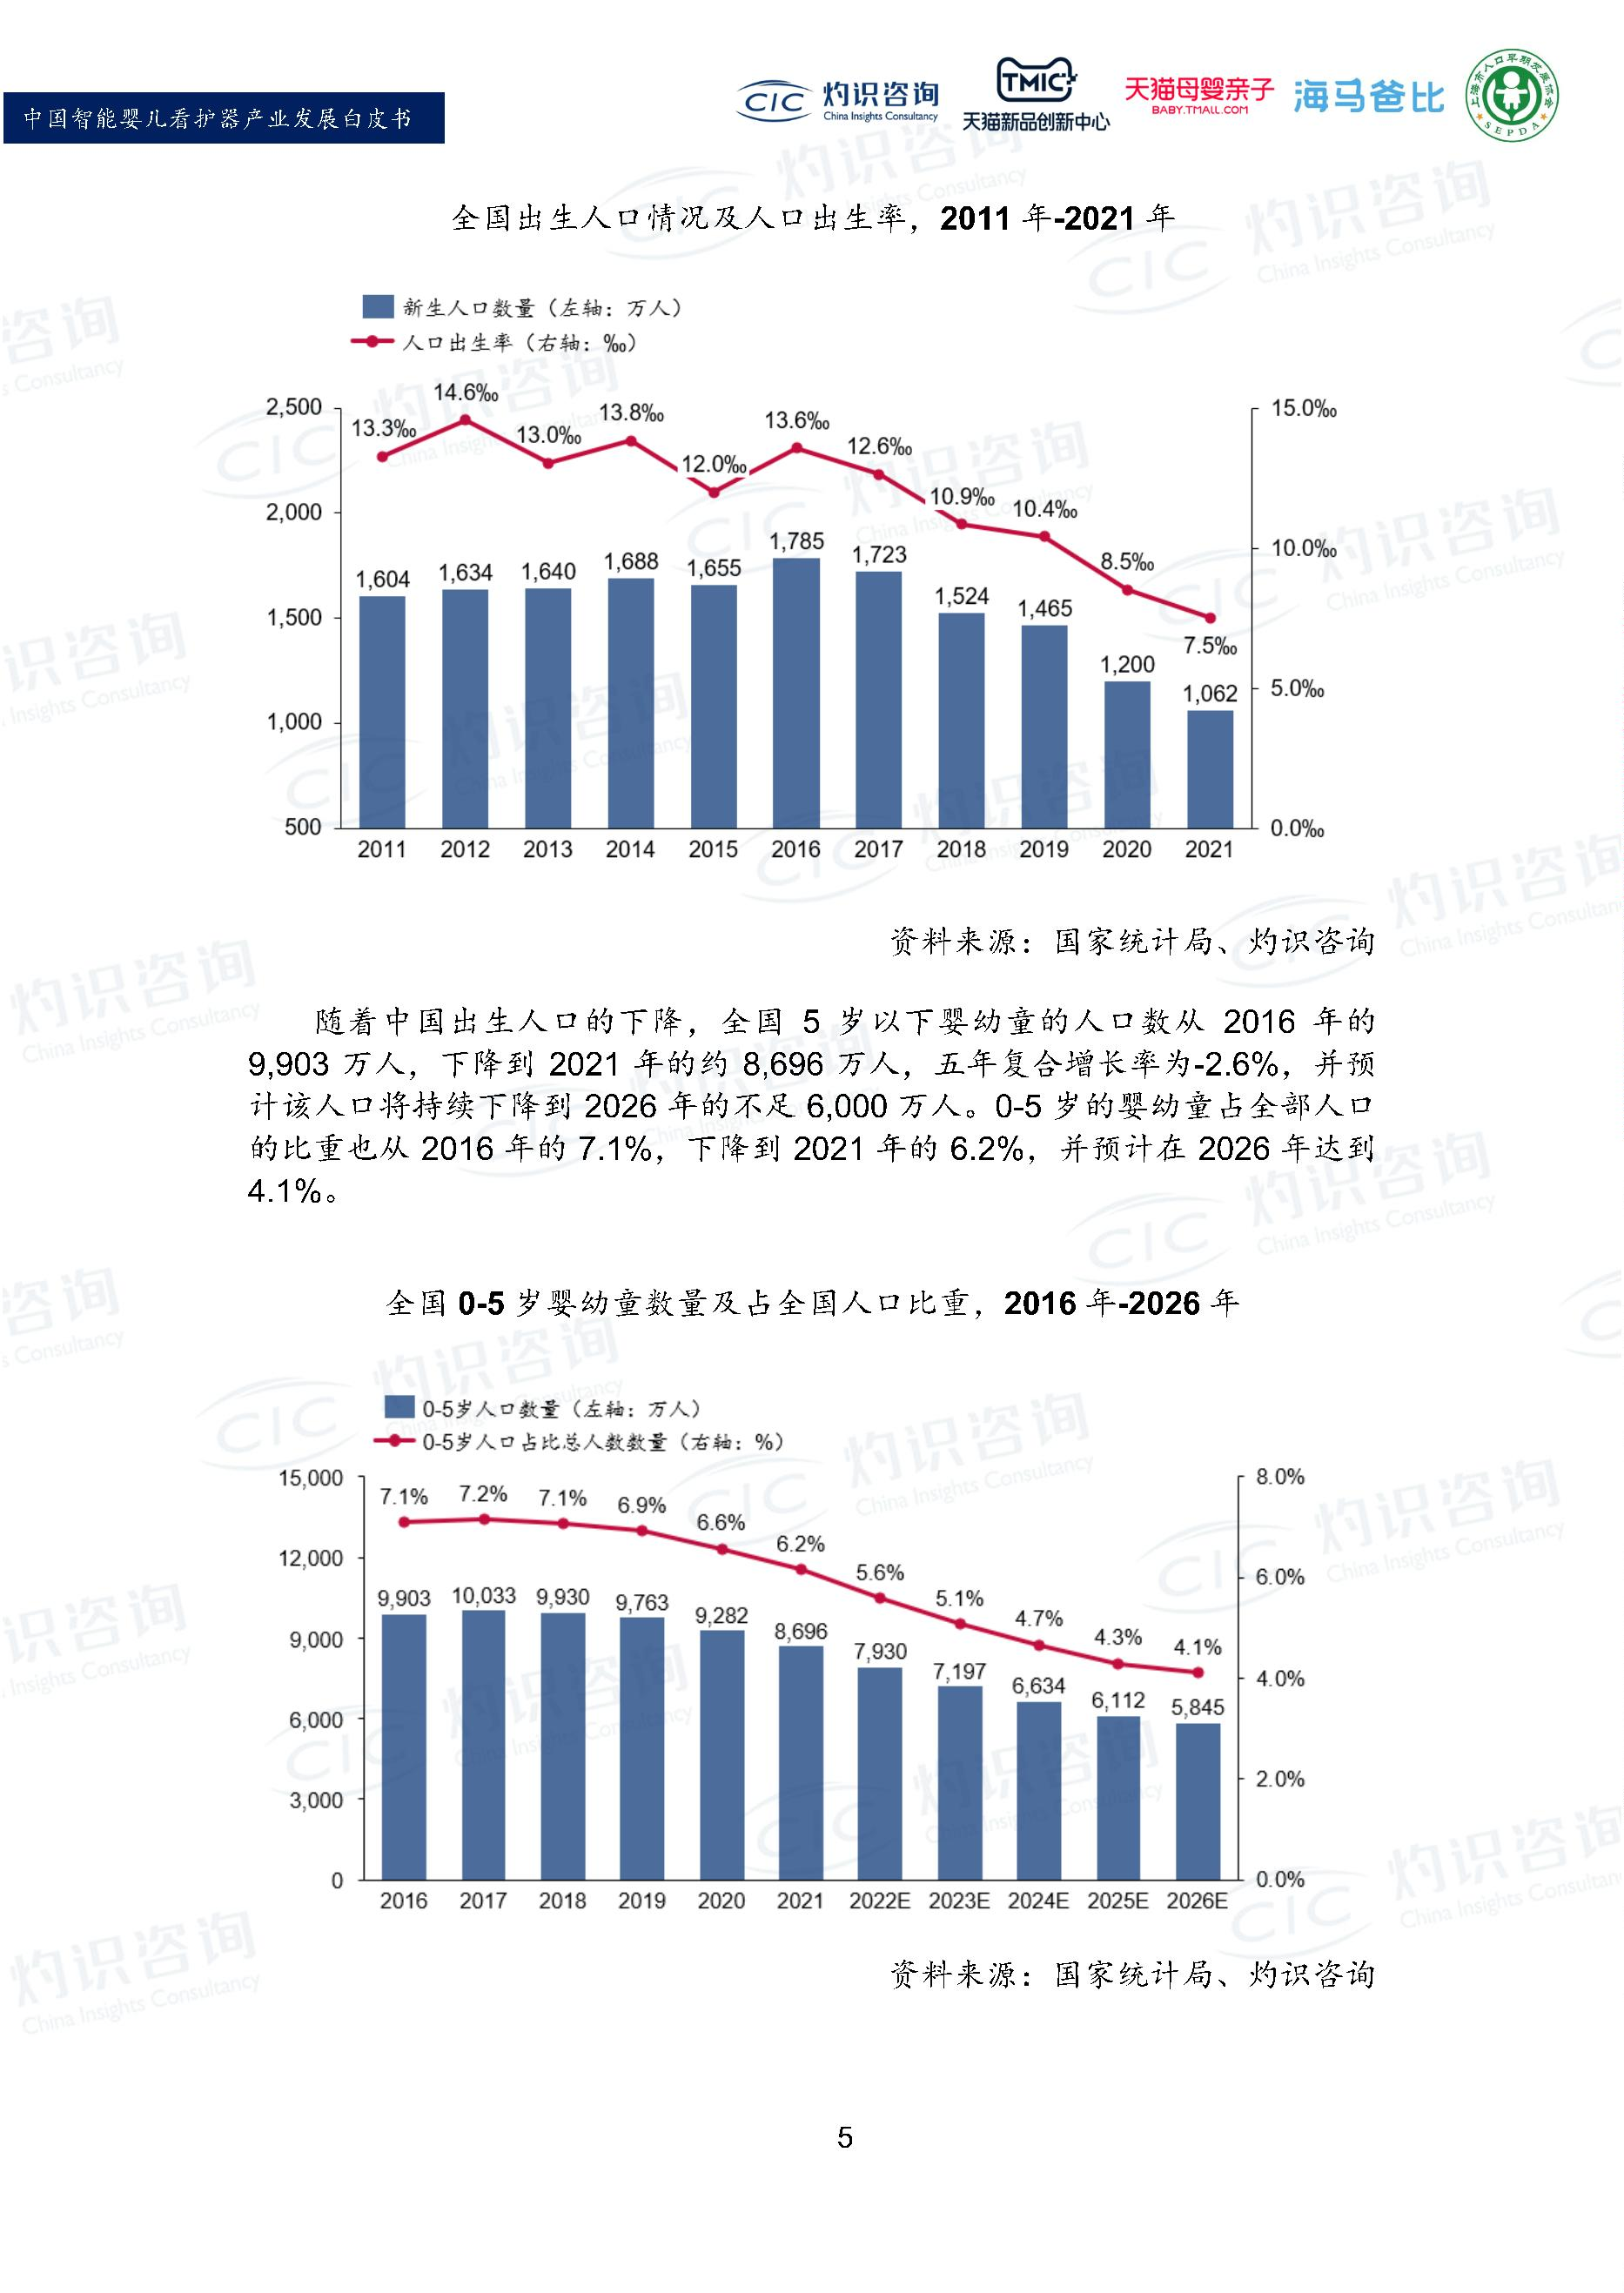 中国智能婴儿看护器产业发展白皮书
CIC 灼识咨询
China Insights Consultancy
TMIC
天猫新品创新中心
天猫母婴亲子
BABY.TMALL.COM
海马爸比
上海市人口早期发展协会
SEPDA
全国出生人口情况及人口出生率，2011 年-2021 年
新生人口数量（左轴：万人）
人口出生率（右轴：‰）
2,500
2,000
1,500
1,000
500
13.3‰ 14.6‰ 13.0‰ 13.8‰ 12.0‰ 13.6‰ 12.6‰ 10.9‰ 10.4‰ 8.5‰ 7.5‰
1,604 1,634 1,640 1,688 1,655 1,785 1,723 1,524 1,465 1,200 1,062
15.0‰
10.0‰
5.0‰
0.0‰
2011 2012 2013 2014 2015 2016 2017 2018 2019 2020 2021
资料来源：国家统计局、灼识咨询
随着中国出生人口的下降，全国 5 岁以下婴幼童的人口数从 2016 年的
9,903 万人，下降到 2021 年的约 8,696 万人，五年复合增长率为-2.6%，并预
计该人口将持续下降到 2026 年的不足 6,000 万人。0-5 岁的婴幼童占全部人口
的比重也从 2016 年的 7.1%，下降到 2021 年的 6.2%，并预计在 2026 年达到
4.1%。
全国 0-5 岁婴幼童数量及占全国人口比重，2016 年-2026 年
0-5岁人口数量（左轴：万人）
0-5岁人口占比总人数数量（右轴：%）
15,000
12,000
9,000
6,000
3,000
0
7.1% 7.2% 7.1% 6.9% 6.6% 6.2% 5.6% 5.1% 4.7% 4.3% 4.1%
9,903 10,033 9,930 9,763 9,282 8,696 7,930 7,197 6,634 6,112 5,845
8.0%
6.0%
4.0%
2.0%
0.0%
2016 2017 2018 2019 2020 2021 2022E 2023E 2024E 2025E 2026E
资料来源：国家统计局、灼识咨询
5